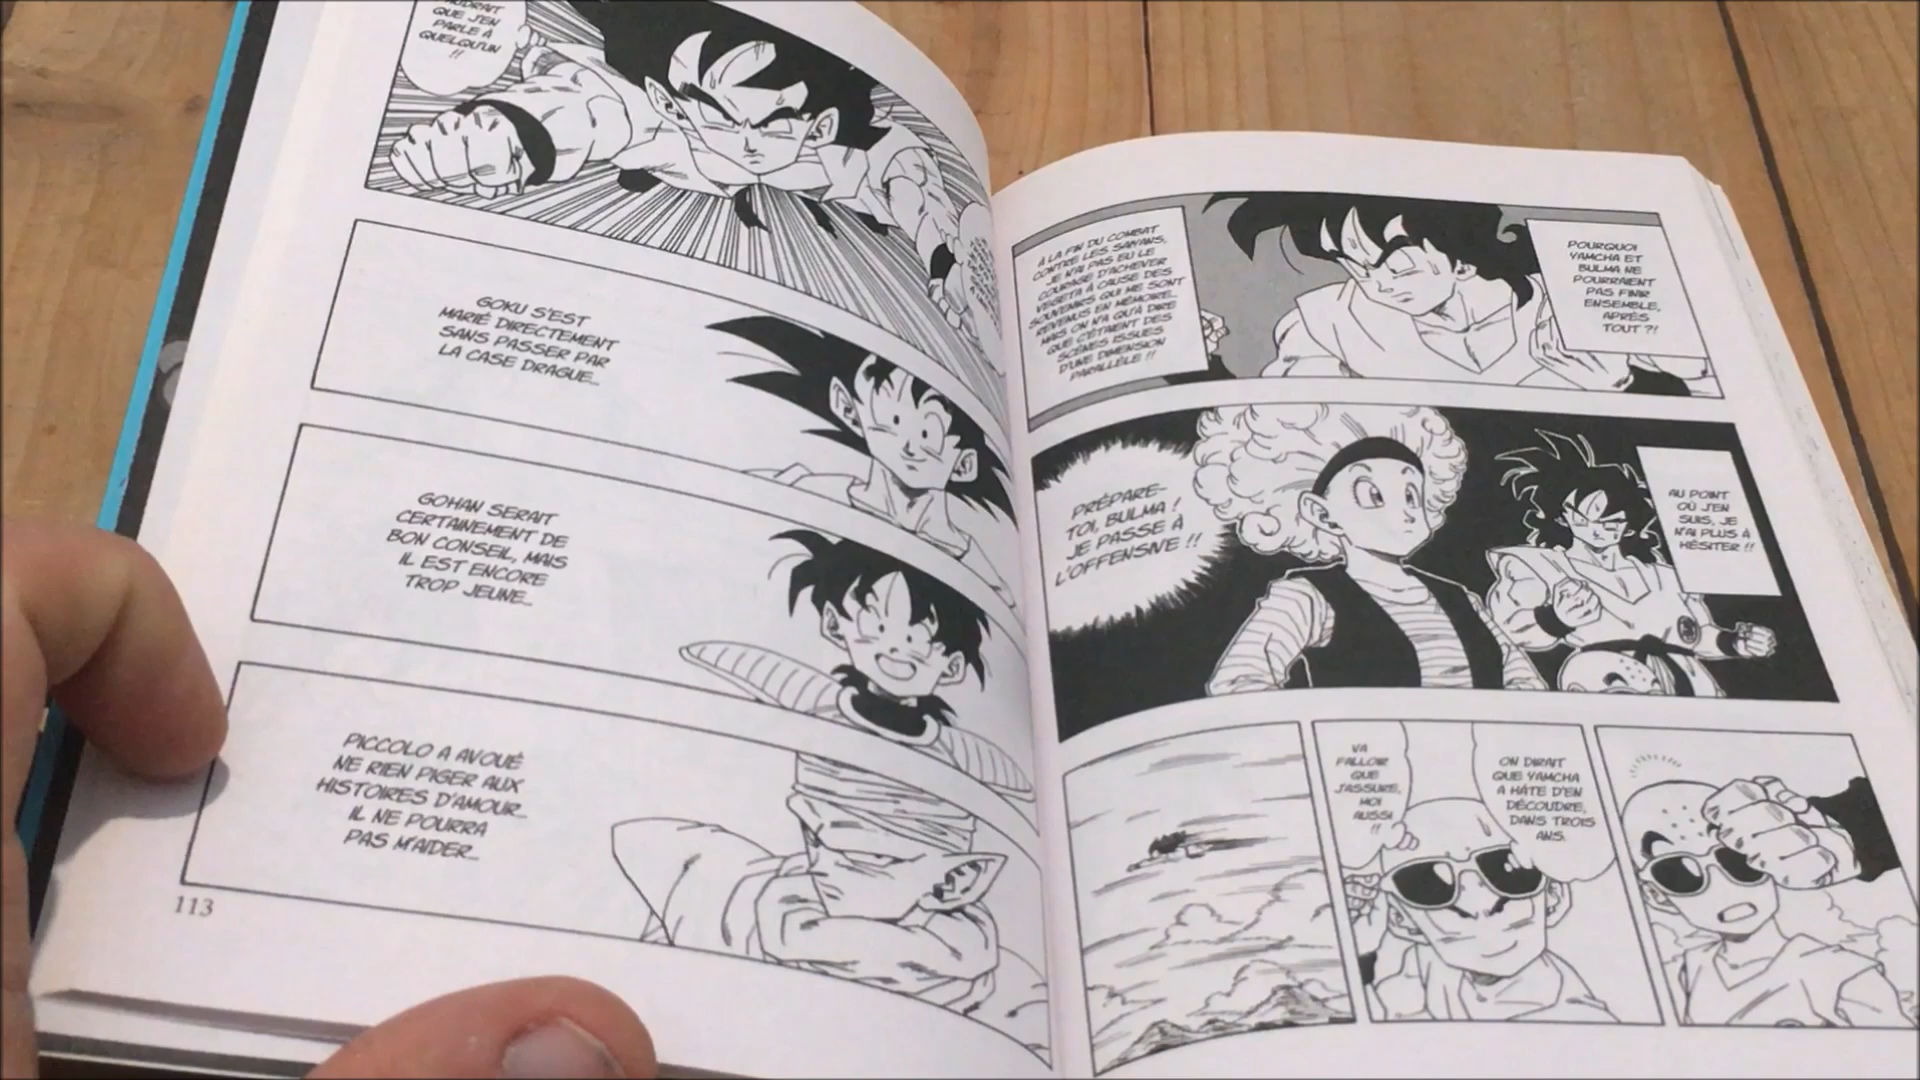 QUE J'EN
PARLE À
QUELQU'UN
!!
GOKU S'EST
MARIÉ DIRECTEMENT
SANS PASSER PAR
LA CASE DRAGUE...
GOHAN SERAIT
CERTAINEMENT DE
BON CONSEIL, MAIS
IL EST ENCORE
TROP JEUNE...
PICCOLO A AVOUÉ
NE RIEN PIGER AUX
HISTOIRES D'AMOUR...
IL NE POURRA
PAS M'AIDER...
113
POURQUOI
YAMCHA ET
BULMA NE
POURRAIENT
PAS FINIR
ENSEMBLE,
APRÈS
TOUT ?!
À LA FIN DU COMBAT
CONTRE LES SAIYANS,
JE N'AI PAS EU LE
COURAGE D'ACHEVER
VEGETA À CAUSE DES
SOUVENIRS QUI ME SONT
REVENUS EN MÉMOIRE...
MAIS ON N'A QU'À DIRE
QUE C'ÉTAIENT DES
SCÈNES ISSUES
D'UNE DIMENSION
PARALLÈLE !!
AU POINT
OÙ J'EN
SUIS, JE
N'AI PLUS À
HÉSITER !!
PRÉPARE-
TOI, BULMA !
JE PASSE À
L'OFFENSIVE !!
VA
FALLOIR
QUE
J'ASSURE,
MOI
AUSSI
!!
ON DIRAIT
QUE YAMCHA
A HÂTE D'EN
DÉCOUDRE,
DANS TROIS
ANS.